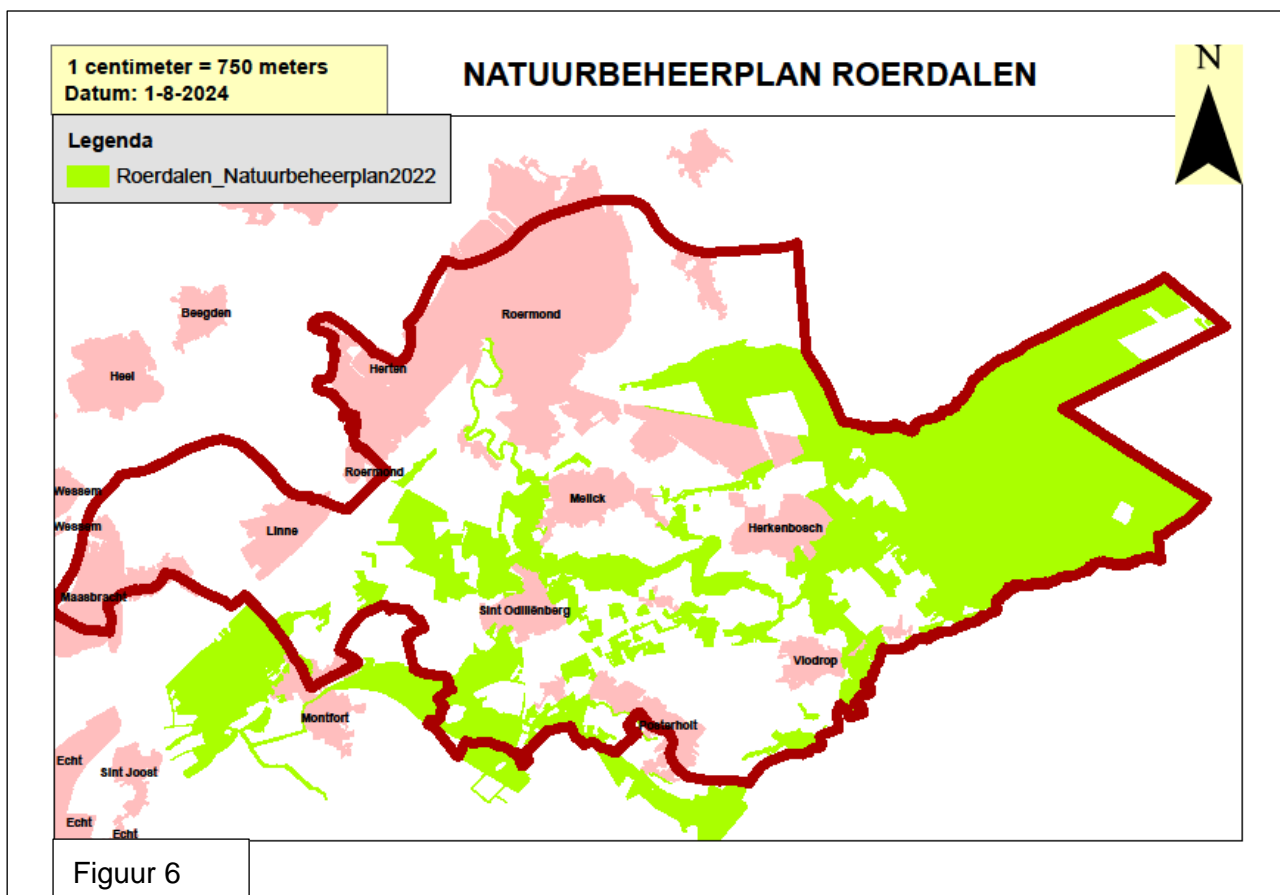 1 centimeter = 750 meters
Datum: 1-8-2024
NATUURBEHEERPLAN ROERDALEN
N
Legenda
Roerdalen_Natuurbeheerplan2022
Beegden
Roermond
Heel
Herten
Roermond
Wessem
Melick
Wessem
Linne
Herkenbosch
Maasbracht
Sint Odiliënberg
Vlodrop
Montfort
Posterholt
Echt
Sint Joost
Echt
Echt
Figuur 6